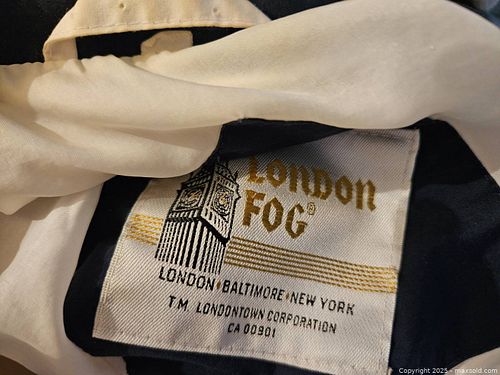 LONDON
FOG®
LONDON♦BALTIMORE♦NEW YORK
T.M. LONDONTOWN CORPORATION
CA 00901
Copyright 2025 - maxsold.com